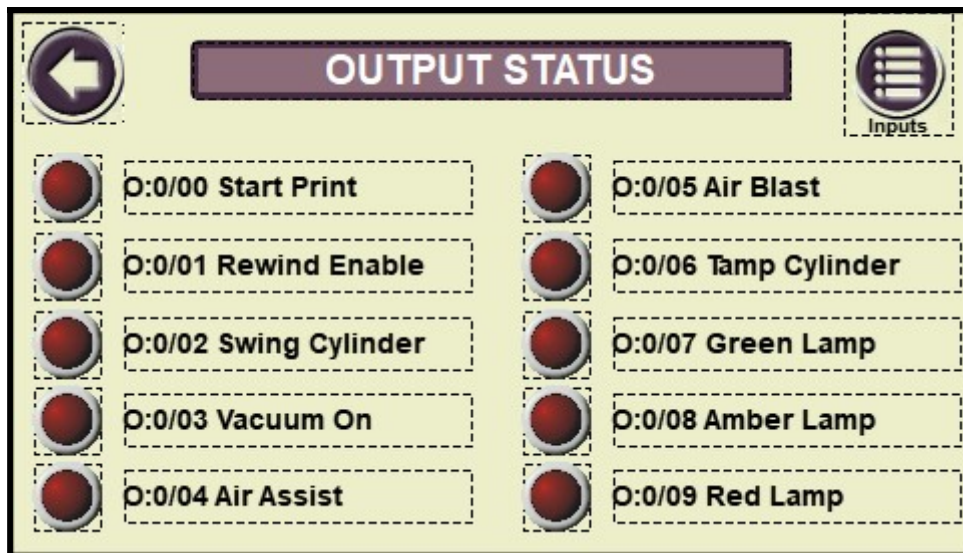 OUTPUT STATUS
Inputs
O:0/00 Start Print
O:0/01 Rewind Enable
O:0/02 Swing Cylinder
O:0/03 Vacuum On
O:0/04 Air Assist
O:0/05 Air Blast
O:0/06 Tamp Cylinder
O:0/07 Green Lamp
O:0/08 Amber Lamp
O:0/09 Red Lamp